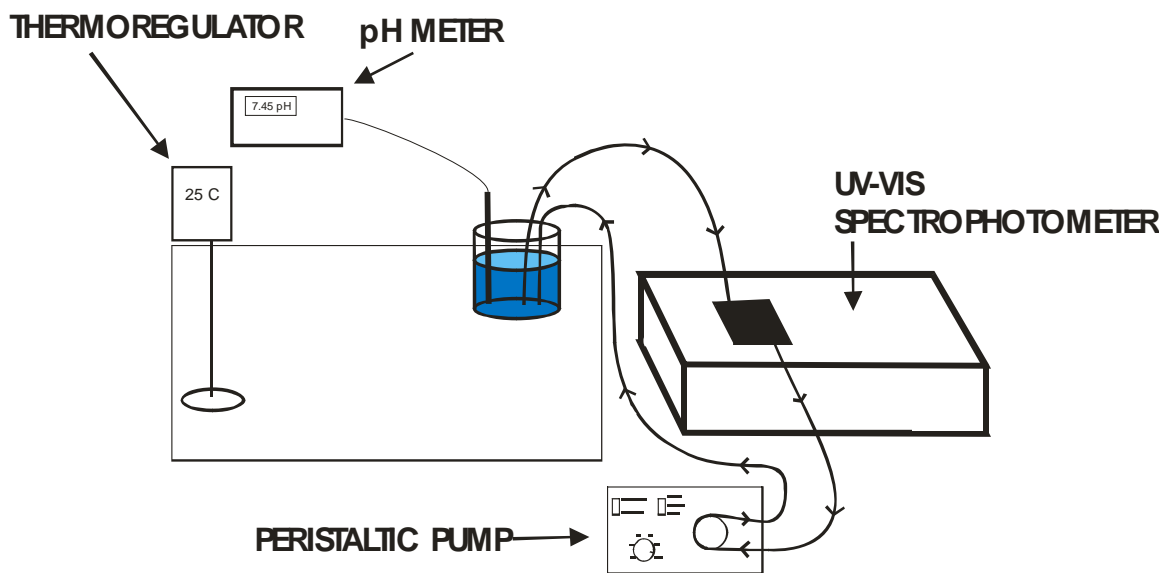 THERMOREGULATOR
pH METER
7.45 pH
25 C
UV-VIS
SPECTROPHOTOMETER
PERISTALTIC PUMP